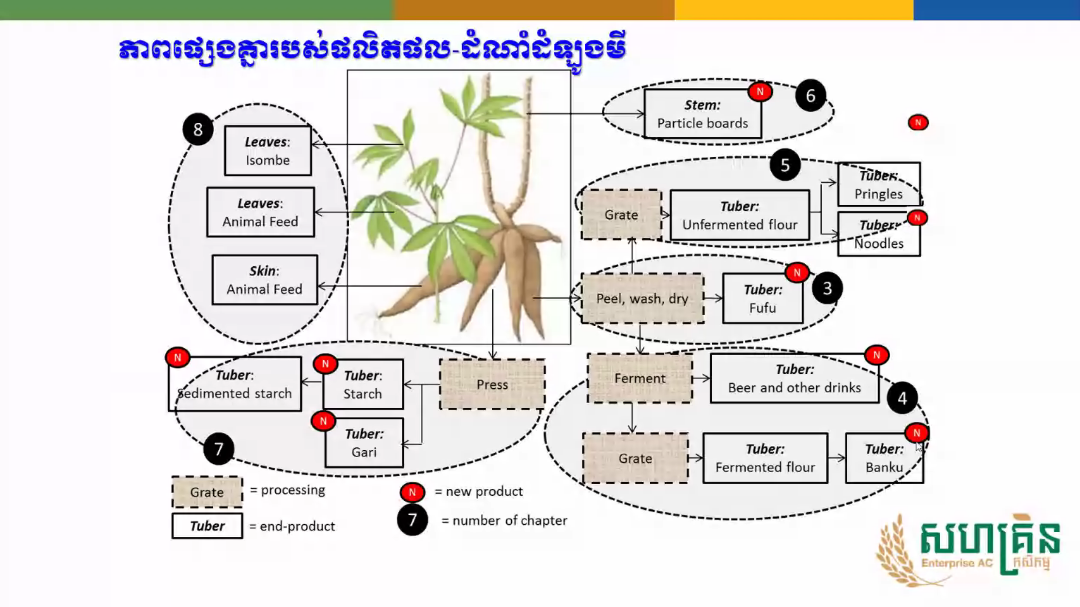 ភាពផ្សេងគ្នារបស់ផលិតផល-ដំណាំដំឡូងមី
8
Leaves:
Isombe
Leaves:
Animal Feed
Skin:
Animal Feed
Stem:
Particle boards
N
6
N
5
Grate
Tuber:
Unfermented flour
Tuber:
Pringles
Tuber:
Noodles
N
Peel, wash, dry
Tuber:
Fufu
N
3
Ferment
Tuber:
Beer and other drinks
N
4
Grate
Tuber:
Fermented flour
Tuber:
Banku
N
N
Tuber:
Sedimented starch
N
Tuber:
Starch
Press
N
Tuber:
Gari
7
Grate = processing
Tuber = end-product
N = new product
7 = number of chapter
សហគ្រិន
Enterprise AC កសិកម្ម